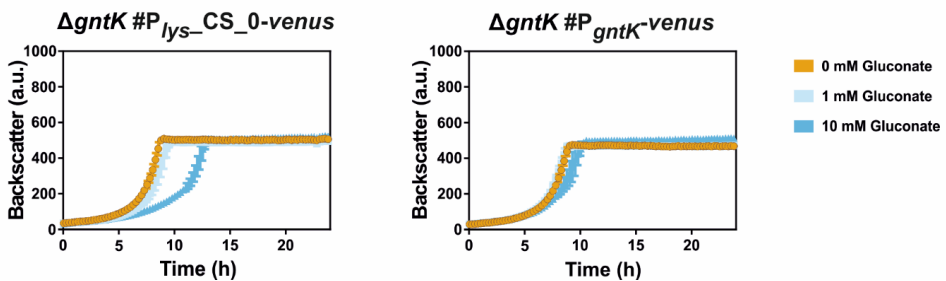 ΔgntK #Plys_CS_0-venus
1000
800
600
400
200
0
Backscatter (a.u.)
0 5 10 15 20
Time (h)
ΔgntK #PgntK-venus
1000
800
600
400
200
0
Backscatter (a.u.)
0 5 10 15 20
Time (h)
0 mM Gluconate
1 mM Gluconate
10 mM Gluconate